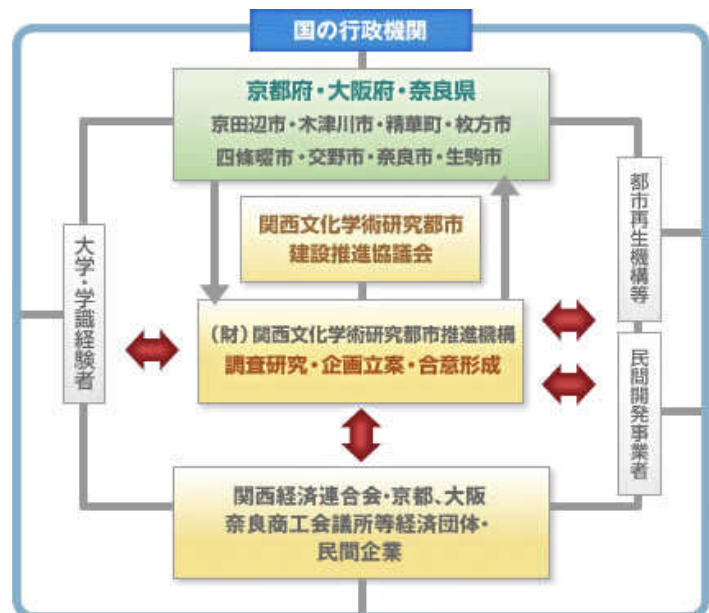 国の行政機関
京都府・大阪府・奈良県
京田辺市・木津川市・精華町・枚方市
四條畷市・交野市・奈良市・生駒市
関西文化学術研究都市
建設推進協議会
大学・学識経験者
都市再生機構等
（財）関西文化学術研究都市推進機構
調査研究・企画立案・合意形成
民間開発事業者
関西経済連合会・京都、大阪
奈良商工会議所等経済団体・
民間企業